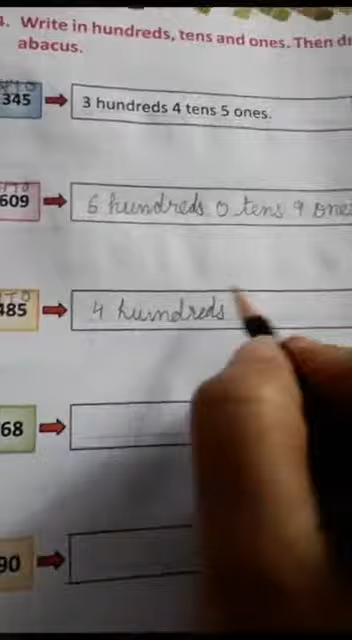 4. Write in hundreds, tens and ones. Then
abacus.
H T O
345 3 hundreds 4 tens 5 ones.
T O
609 6 hundreds 0 tens 9 ones
T O
485 4 hundreds
68
90